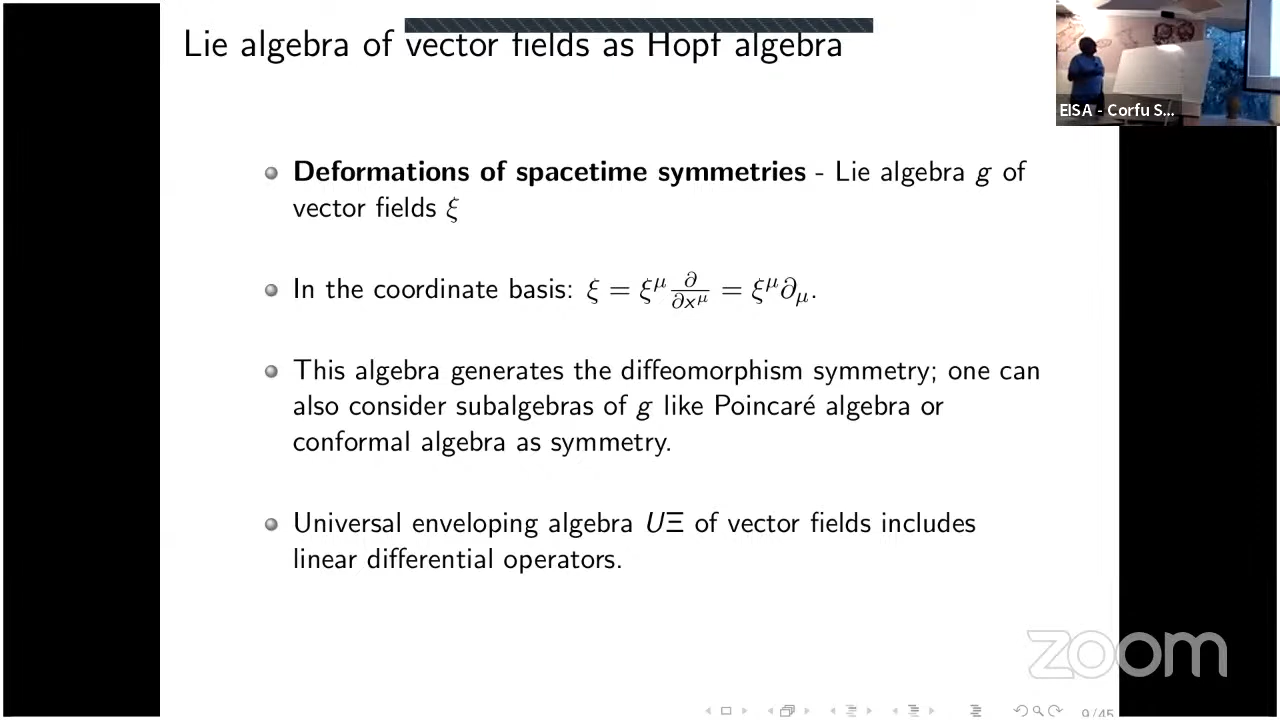 Lie algebra of vector fields as Hopf algebra
EISA - Corfu S...
Deformations of spacetime symmetries - Lie algebra g of
vector fields ξ
In the coordinate basis: ξ = ξ^μ ∂/∂x^μ = ξ^μ ∂_μ.
This algebra generates the diffeomorphism symmetry; one can
also consider subalgebras of g like Poincaré algebra or
conformal algebra as symmetry.
Universal enveloping algebra UΞ of vector fields includes
linear differential operators.
zoom
9/45